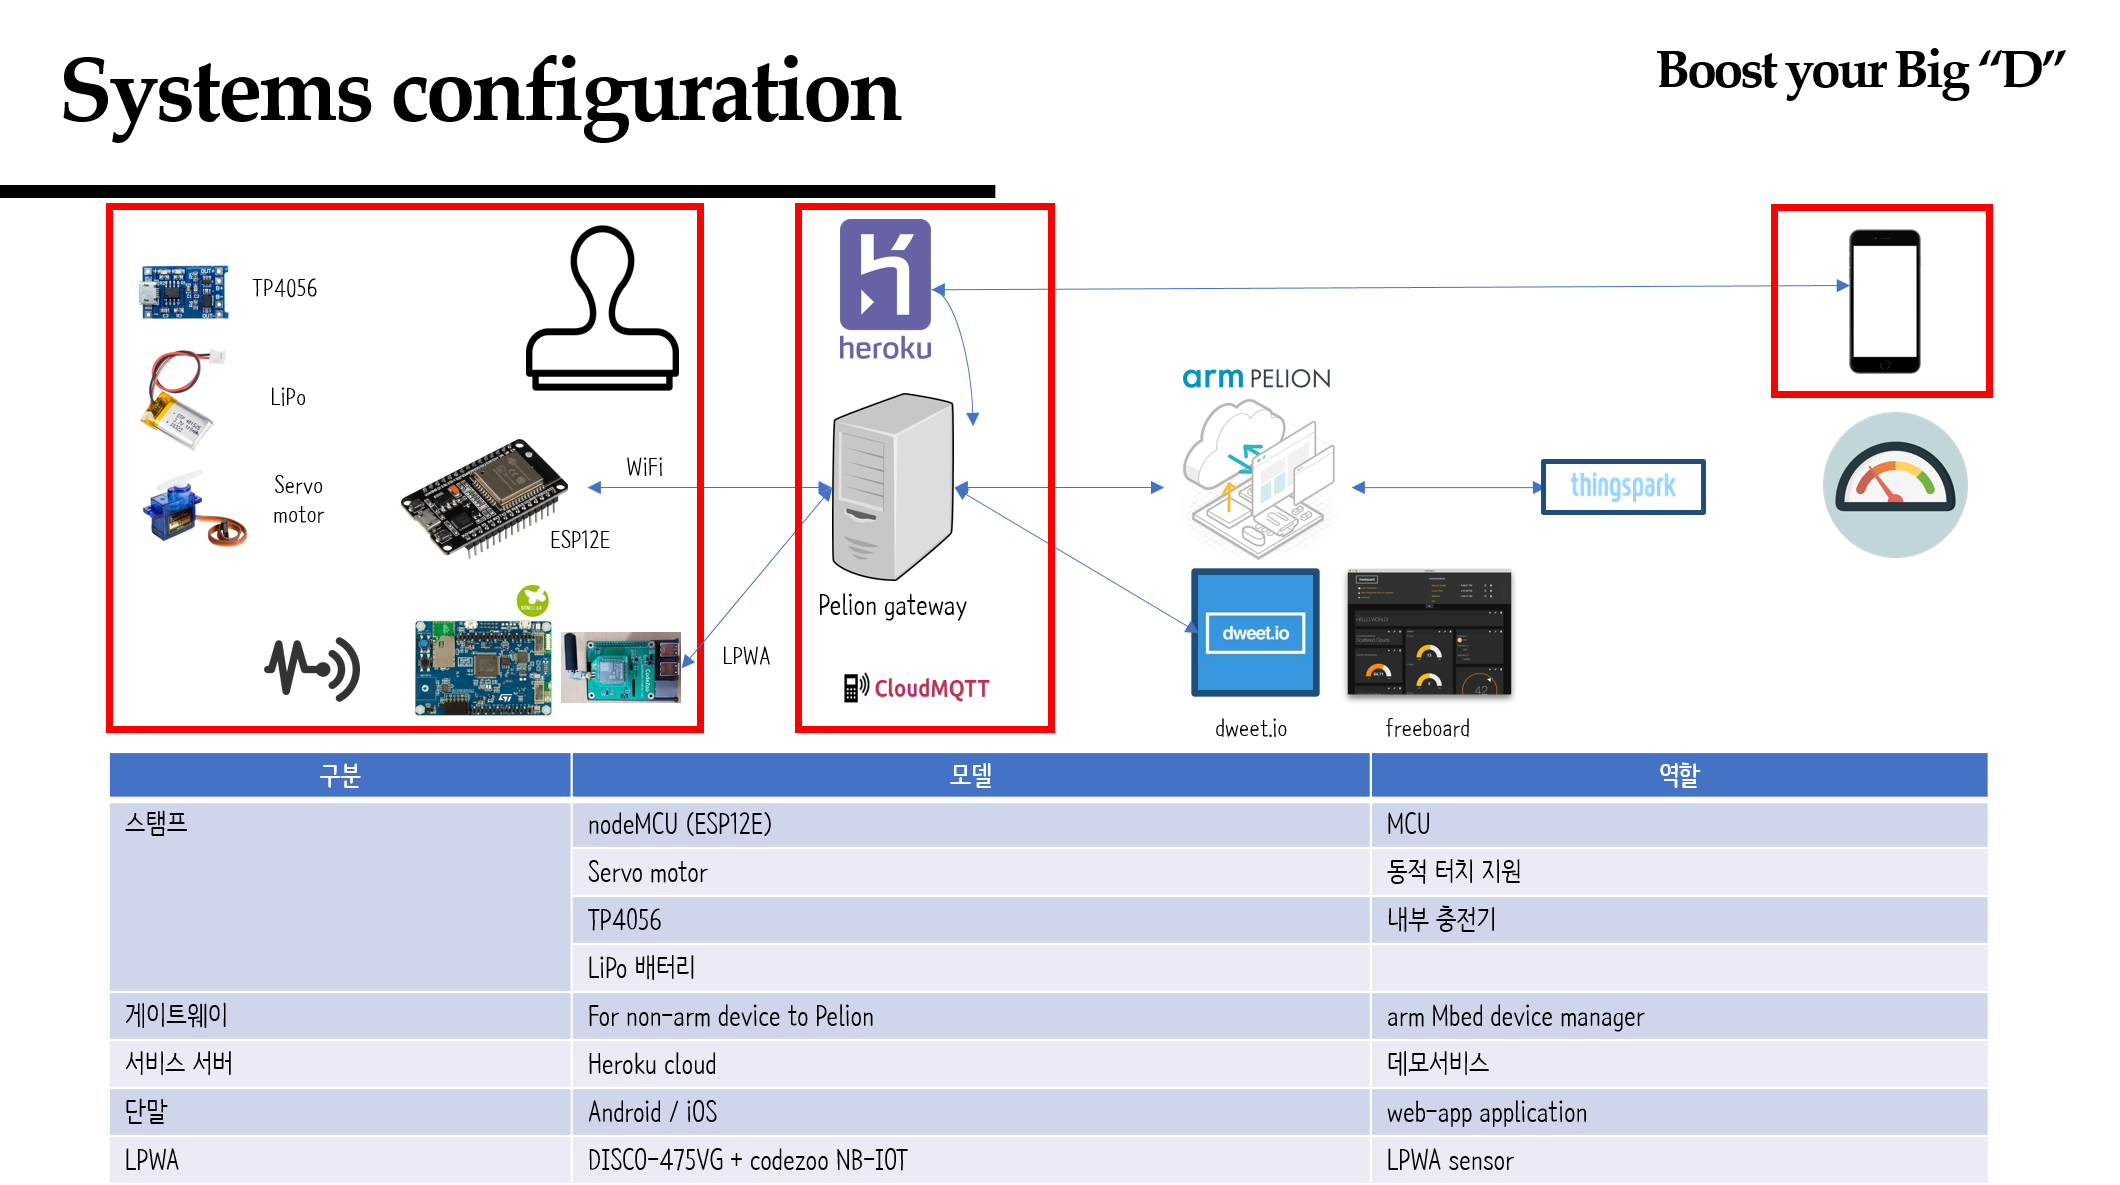 Systems configuration
Boost your Big “D”
TP4056
LiPo
Servo
motor
WiFi
ESP12E
LPWA
heroku
Pelion gateway
CloudMQTT
arm PELION
thingspark
dweet.io
dweet.io
freeboard
구분 모델 역할
스탬프 nodeMCU (ESP12E) MCU
Servo motor 동적 터치 지원
TP4056 내부 충전기
LiPo 배터리
게이트웨이 For non-arm device to Pelion arm Mbed device manager
서비스 서버 Heroku cloud 데모서비스
단말 Android / iOS web-app application
LPWA DISCO-475VG + codezoo NB-IOT LPWA sensor